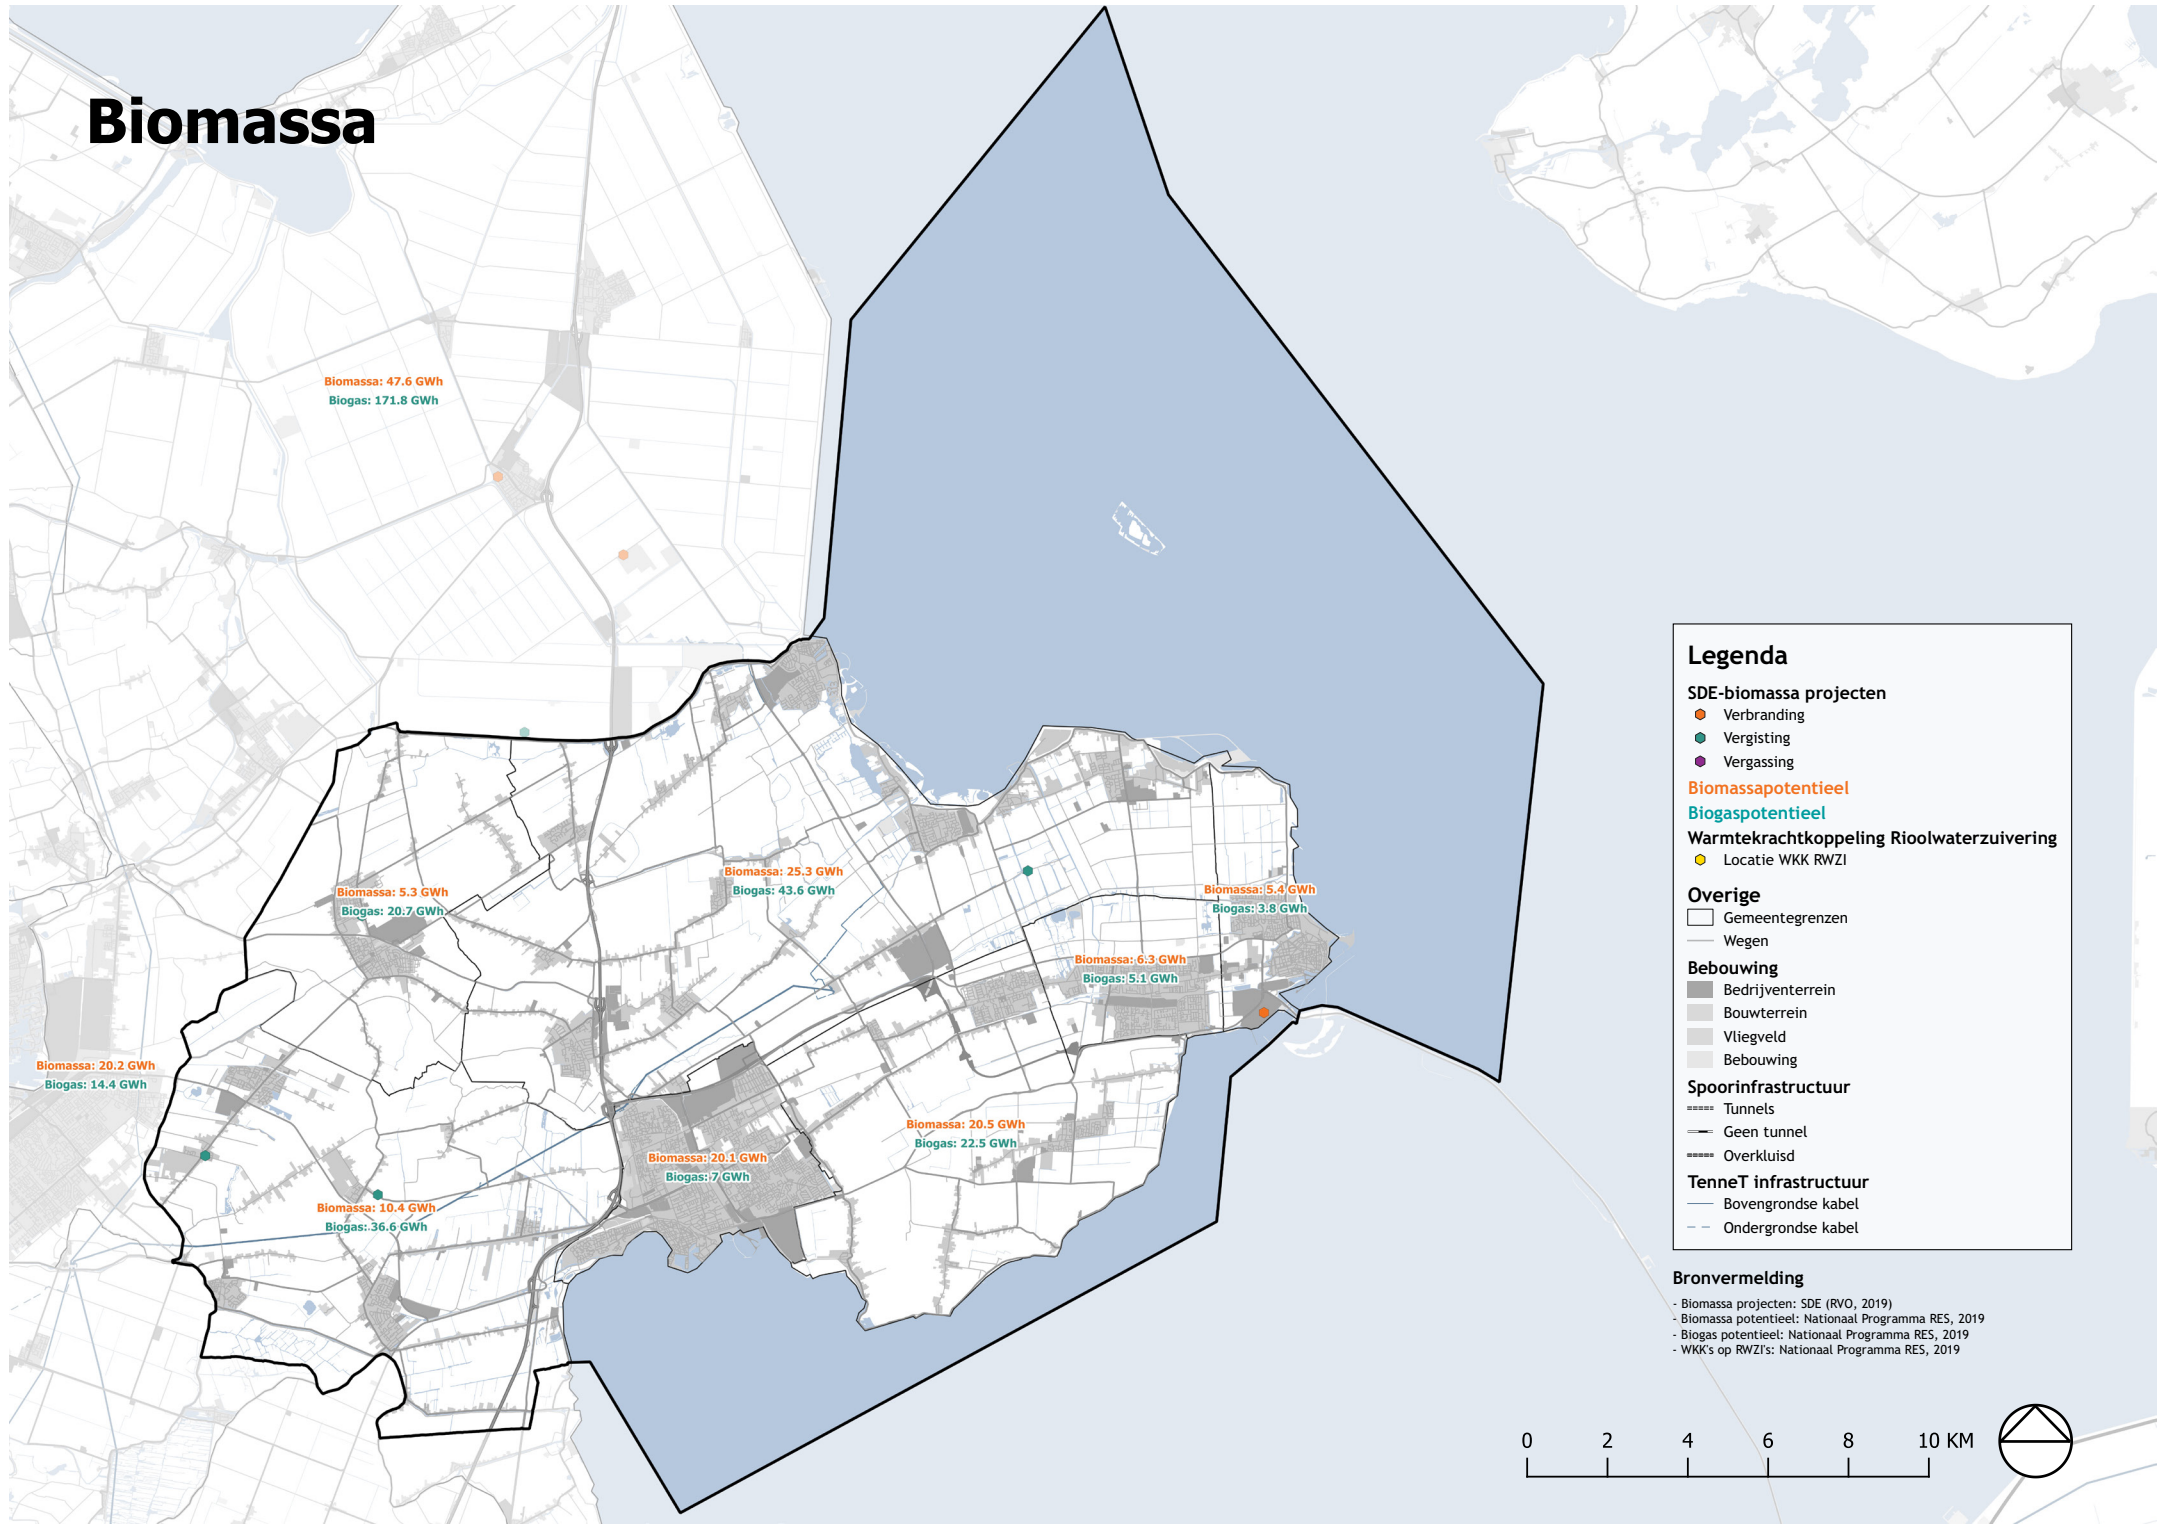 Biomassa
Biomassa: 47.6 GWh
Biogas: 171.8 GWh
Biomassa: 5.3 GWh
Biogas: 20.7 GWh
Biomassa: 25.3 GWh
Biogas: 43.6 GWh
Biomassa: 5.4 GWh
Biogas: 3.8 GWh
Biomassa: 6.3 GWh
Biogas: 5.1 GWh
Biomassa: 20.2 GWh
Biogas: 14.4 GWh
Biomassa: 20.5 GWh
Biogas: 22.5 GWh
Biomassa: 20.1 GWh
Biogas: 7 GWh
Biomassa: 10.4 GWh
Biogas: 36.6 GWh
Legenda
SDE-biomassa projecten
Verbranding
Vergisting
Vergassing
Biomassapotentieel
Biogaspotentieel
Warmtekrachtkoppeling Rioolwaterzuivering
Locatie WKK RWZI
Overige
Gemeentegrenzen
Wegen
Bebouwing
Bedrijventerrein
Bouwterrein
Vliegveld
Bebouwing
Spoorinfrastructuur
Tunnels
Geen tunnel
Overkluisd
TenneT infrastructuur
Bovengrondse kabel
Ondergrondse kabel
Bronvermelding
- Biomassa projecten: SDE (RVO, 2019)
- Biomassa potentieel: Nationaal Programma RES, 2019
- Biogas potentieel: Nationaal Programma RES, 2019
- WKK's op RWZI's: Nationaal Programma RES, 2019
0 2 4 6 8 10 KM